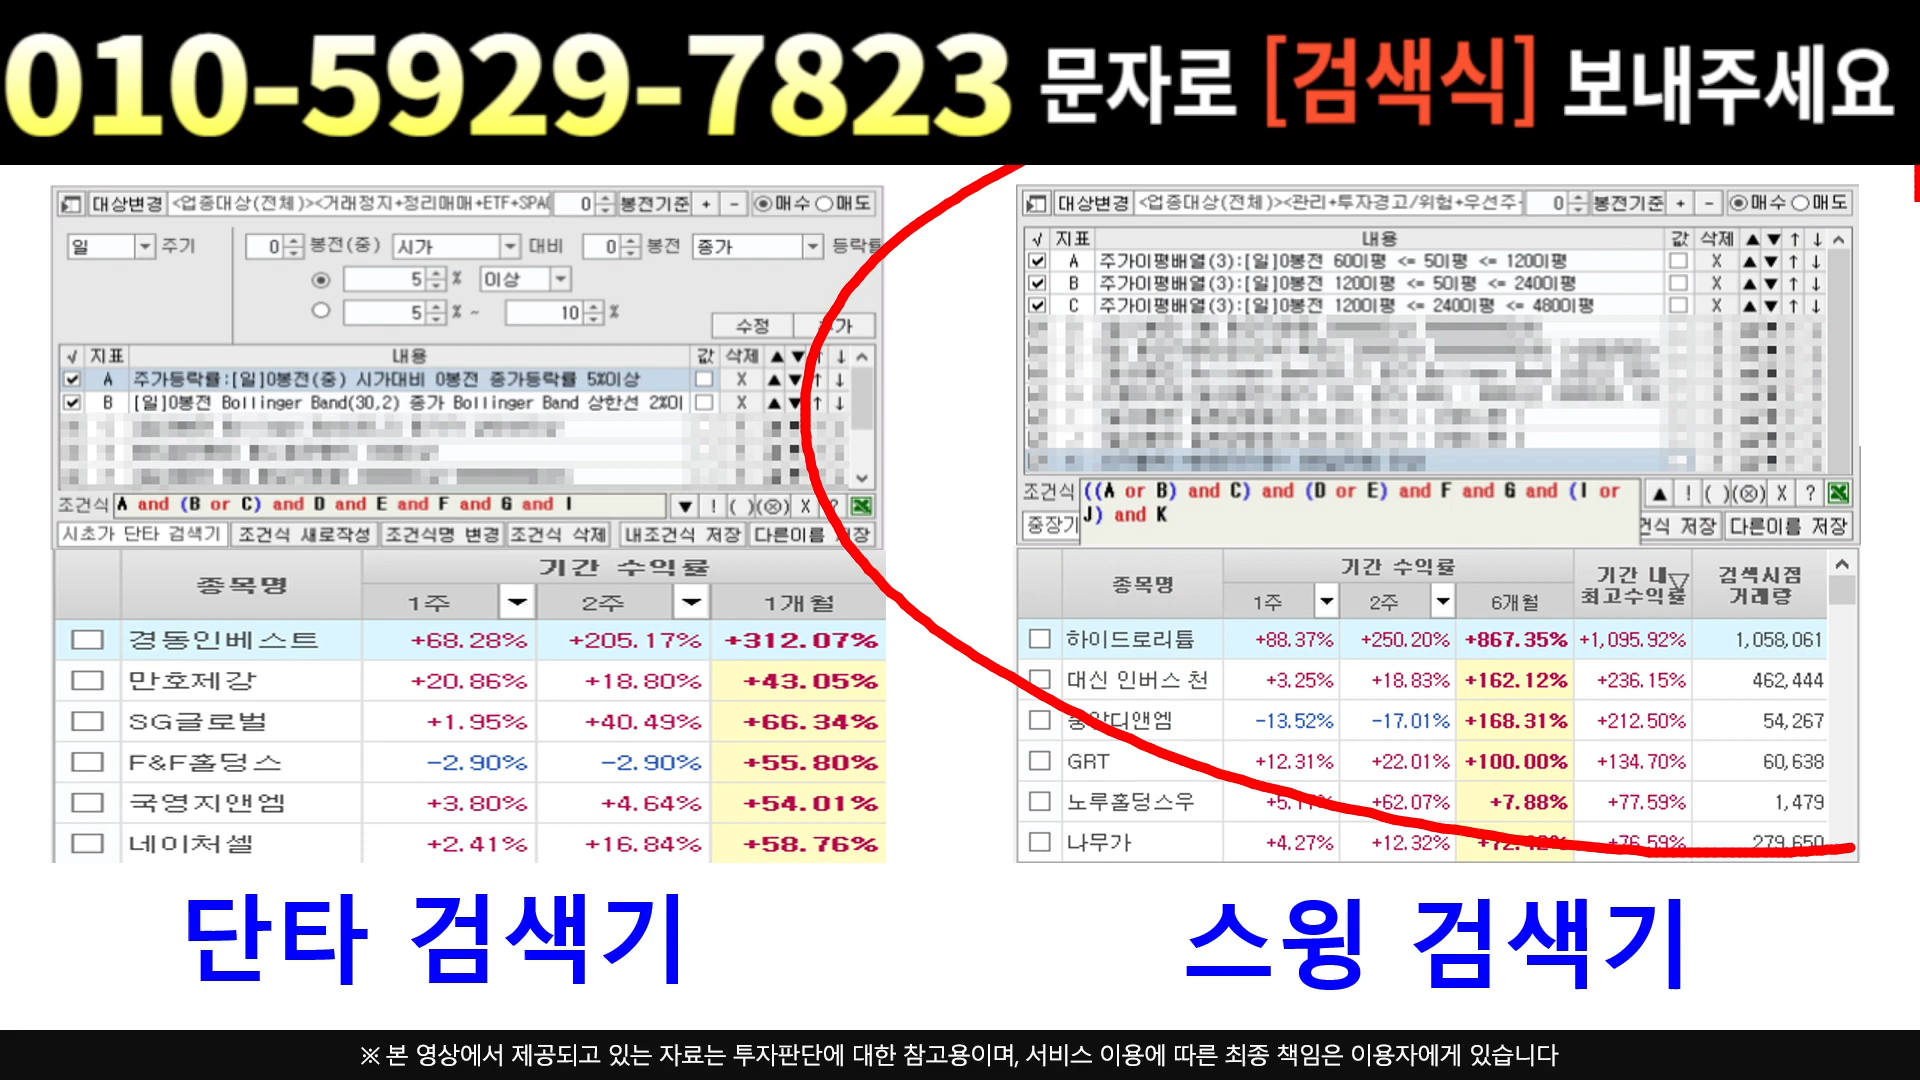 010-5929-7823 문자로 [검색식] 보내주세요
대상변경 <업종대상(전체)><거래정지+정리매매+ETF+SPA 0 봉전기준 + - 매수 매도
일 주기 0 봉전(중) 시가 대비 0 봉전 종가 등락률
5 % 이상
5 % ~ 10 %
수정
√ 지표 내용 값 삭제 ▲ ▼ ↑ ↓
A 주가등락률:[일]0봉전(중) 시가대비 0봉전 종가등락률 5%이상 X ▲ ▼ ↑ ↓
B [일]0봉전 Bollinger Band(30,2) 종가 Bollinger Band 상한선 2%이 X ▲ ▼ ↑ ↓
조건식 A and (B or C) and D and E and F and G and I ▼ ! ( )(⊗) X ?
시초가 단타 검색기 조건식 새로작성 조건식명 변경 조건식 삭제 내조건식 저장 다른이름 저장
종목명 기간 수익률
1주 2주 1개월
경동인베스트 +68.28% +205.17% +312.07%
만호제강 +20.86% +18.80% +43.05%
SG글로벌 +1.95% +40.49% +66.34%
F&F홀딩스 -2.90% -2.90% +55.80%
국영지앤엠 +3.80% +4.64% +54.01%
네이처셀 +2.41% +16.84% +58.76%
단타 검색기
대상변경 <업종대상(전체)><관리+투자경고/위험+우선주+ 0 봉전기준 + - 매수 매도
√ 지표 내용 값 삭제 ▲ ▼ ↑ ↓
A 주가이평배열(3):[일]0봉전 60이평 <= 5이평 <= 120이평 X ▲ ▼ ↑ ↓
B 주가이평배열(3):[일]0봉전 120이평 <= 5이평 <= 240이평 X ▲ ▼ ↑ ↓
C 주가이평배열(3):[일]0봉전 120이평 <= 240이평 <= 480이평 X ▲ ▼ ↑ ↓
조건식 ((A or B) and C) and (D or E) and F and G and (I or ▲ ! ( )(⊗) X ?
중장기 J) and K 건식 저장 다른이름 저장
종목명 기간 수익률 기간 내 최고수익률 검색시점 거래량
1주 2주 6개월
하이드로리튬 +88.37% +250.20% +867.35% +1,095.92% 1,058,061
대신 인버스 천 +3.25% +18.83% +162.12% +236.15% 462,444
중앙디앤엠 -13.52% -17.01% +168.31% +212.50% 54,267
GRT +12.31% +22.01% +100.00% +134.70% 60,638
노루홀딩스우 +62.07% +7.88% +77.59% 1,479
나무가 +4.27% +12.32% +76.59% 279,650
스윙 검색기
※ 본 영상에서 제공되고 있는 자료는 투자판단에 대한 참고용이며, 서비스 이용에 따른 최종 책임은 이용자에게 있습니다